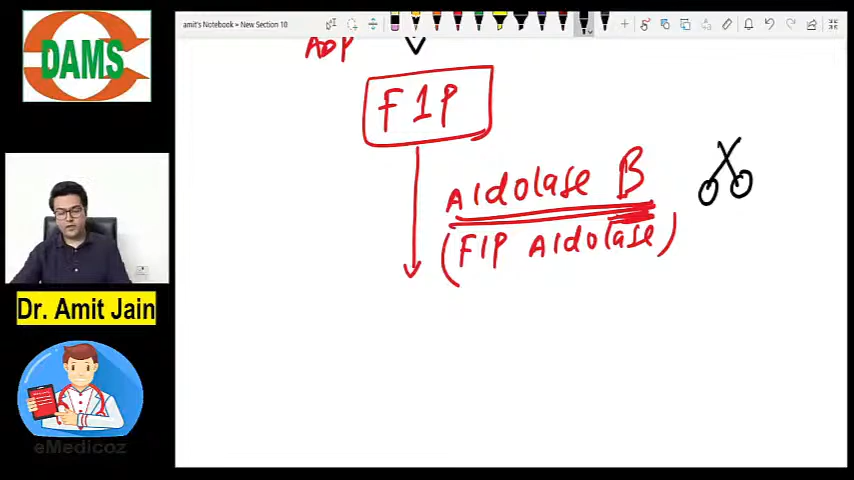 amit's Notebook > New Section 10
DAMS
ADP
F1P
Aldolase B
(F1P Aldolase)
Dr. Amit Jain
eMedicoz